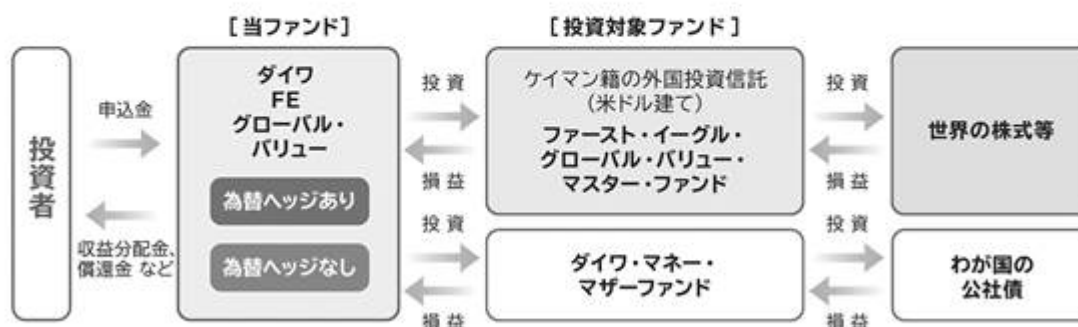 [当ファンド]
[投資対象ファンド]
投資者
申込金
収益分配金、
償還金 など
ダイワ
FE
グローバル・
バリュー
為替ヘッジあり
為替ヘッジなし
投 資
損 益
投 資
損 益
ケイマン籍の外国投資信託
(米ドル建て)
ファースト・イーグル・
グローバル・バリュー・
マスター・ファンド
ダイワ・マネー・
マザーファンド
投 資
損 益
投 資
損 益
世界の株式等
わが国の
公社債